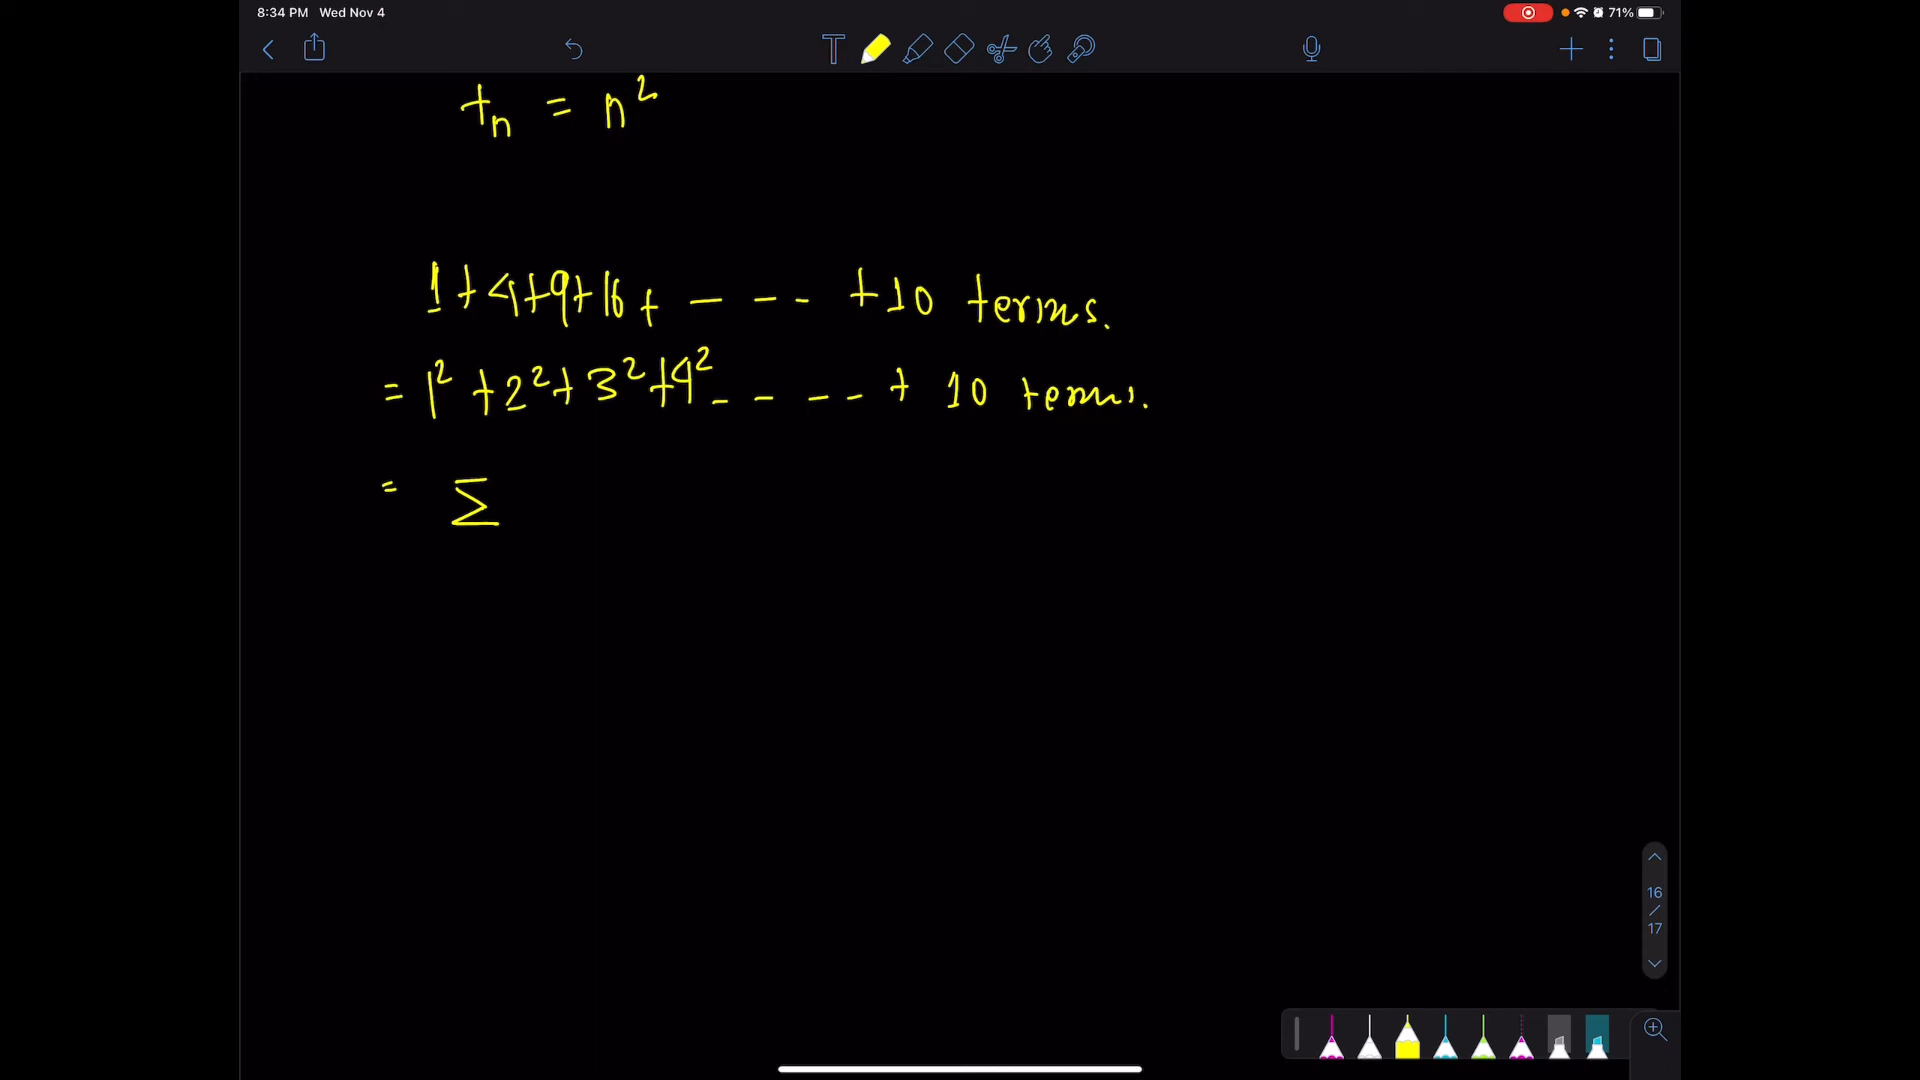 8:34 PM Wed Nov 4
71%
tₙ = n²
1+4+9+16+ - - - +10 terms.
= 1² +2²+ 3²+4² - - - - + 10 terms.
= Σ
16
/
17